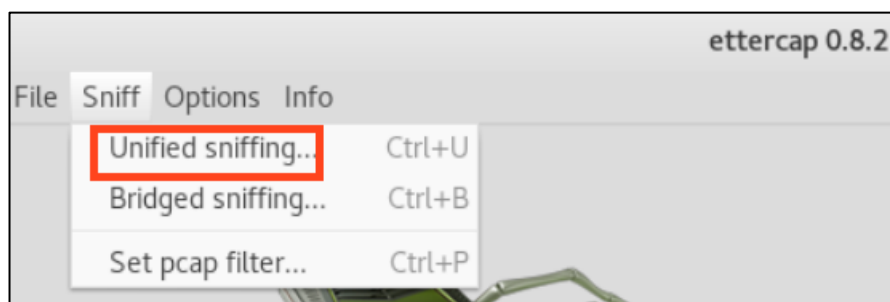 ettercap 0.8.2
File Sniff Options Info
Unified sniffing... Ctrl+U
Bridged sniffing... Ctrl+B
Set pcap filter... Ctrl+P